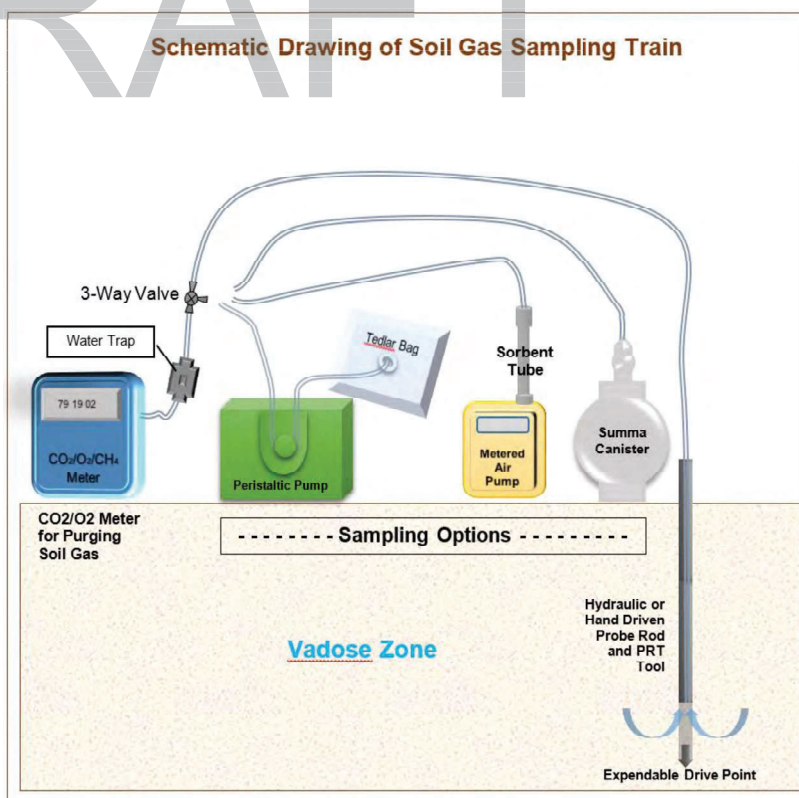 RAFT
Schematic Drawing of Soil Gas Sampling Train
3-Way Valve
Water Trap
Tedlar Bag
Sorbent
Tube
79 19 02
CO₂/O₂/CH₄
Meter
Peristaltic Pump
Metered
Air
Pump
Summa
Canister
CO2/O2 Meter
for Purging
Soil Gas
- - - - - - - - Sampling Options - - - - - - - - -
Hydraulic or
Hand Driven
Probe Rod
and PRT
Tool
Vadose Zone
Expendable Drive Point